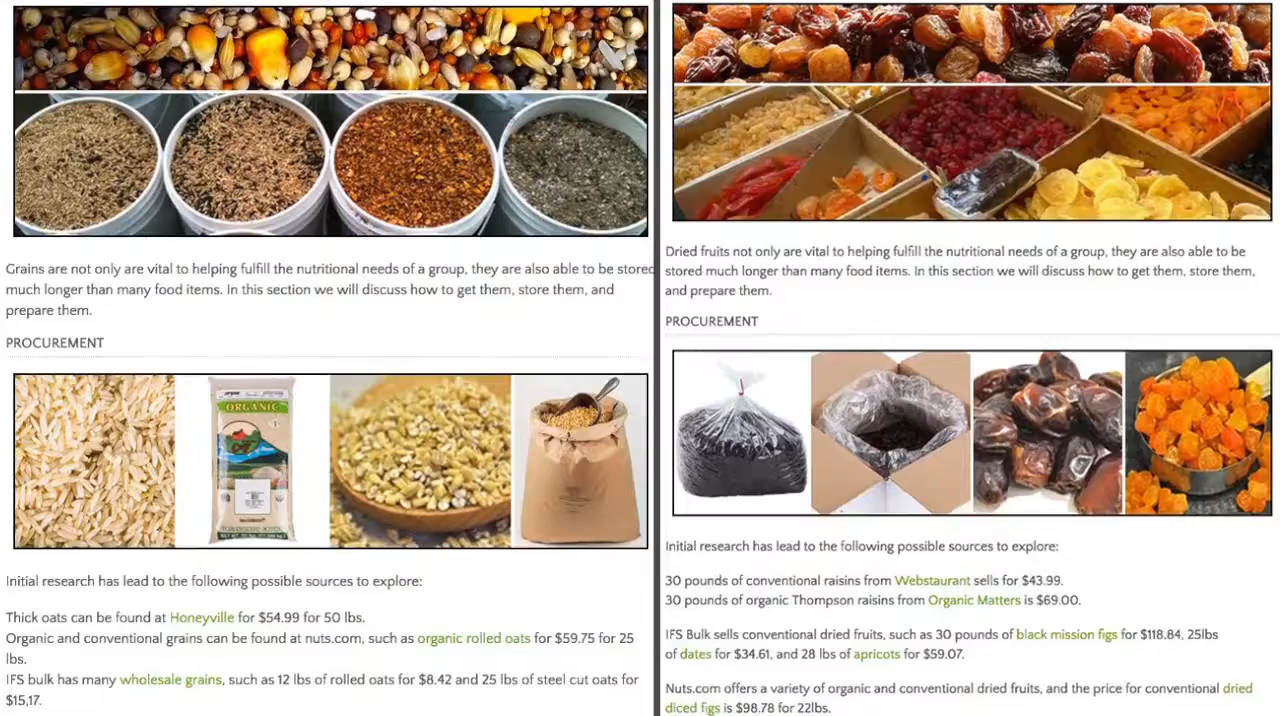 Grains are not only are vital to helping fulfill the nutritional needs of a group, they are also able to be stored
much longer than many food items. In this section we will discuss how to get them, store them, and
prepare them.
PROCUREMENT
ORGANIC
Initial research has lead to the following possible sources to explore:
Thick oats can be found at Honeyville for $54.99 for 50 lbs.
Organic and conventional grains can be found at nuts.com, such as organic rolled oats for $59.75 for 25
lbs.
IFS bulk has many wholesale grains, such as 12 lbs of rolled oats for $8.42 and 25 lbs of steel cut oats for
$15,17.
Dried fruits not only are vital to helping fulfill the nutritional needs of a group, they are also able to be
stored much longer than many food items. In this section we will discuss how to get them, store them,
and prepare them.
PROCUREMENT
Initial research has lead to the following possible sources to explore:
30 pounds of conventional raisins from Webstaurant sells for $43.99.
30 pounds of organic Thompson raisins from Organic Matters is $69.00.
IFS Bulk sells conventional dried fruits, such as 30 pounds of black mission figs for $118.84, 25lbs
of dates for $34.61, and 28 lbs of apricots for $59.07.
Nuts.com offers a variety of organic and conventional dried fruits, and the price for conventional dried
diced figs is $98.78 for 22lbs.